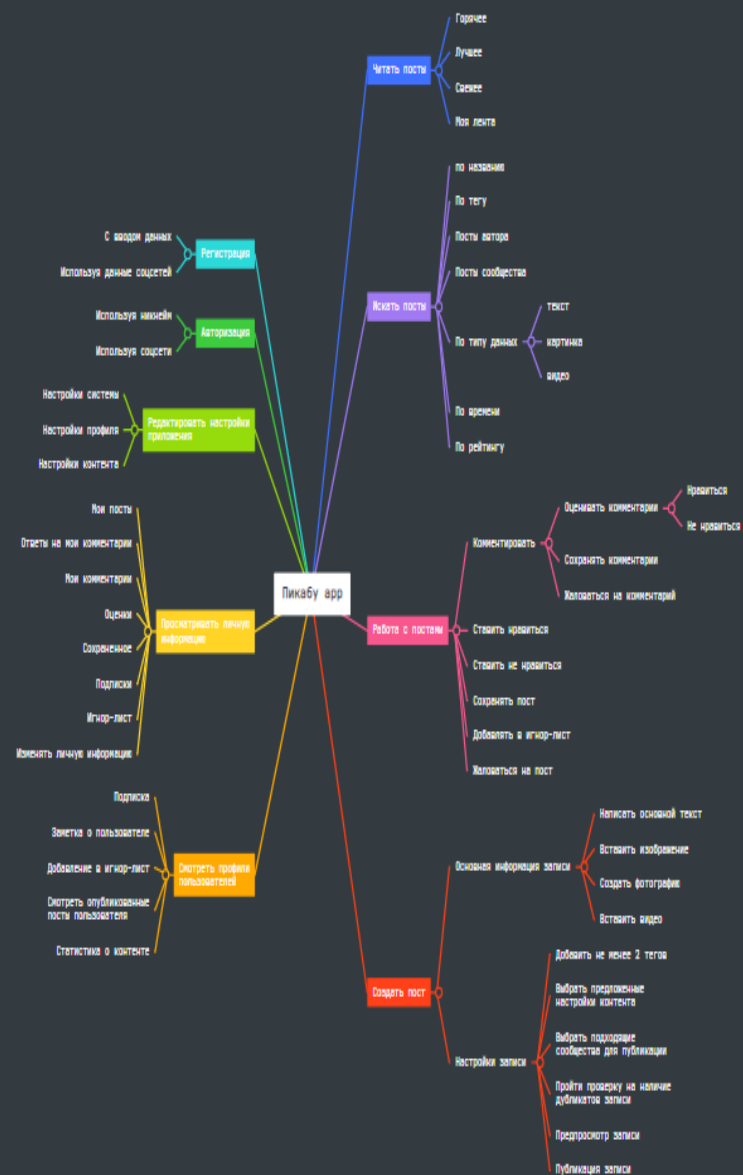 Пикабу app
Читать посты
Горячее
Лучшее
Свежее
Моя лента
Искать посты
по названию
По тегу
Посты автора
Посты сообщества
По типу данных
текст
картинка
видео
По времени
По рейтингу
Работа с постами
Комментировать
Оценивать комментарии
Нравиться
Не нравиться
Сохранять комментарии
Жаловаться на комментарий
Ставить нравиться
Ставить не нравиться
Сохранять пост
Добавлять в игнор-лист
Жаловаться на пост
Создать пост
Основная информация записи
Написать основной текст
Вставить изображение
Создать фотографию
Вставить видео
Настройки записи
Добавить не менее 2 тегов
Выбрать предложенные
настройки контента
Выбрать подходящие
сообщества для публикации
Пройти проверку на наличие
дубликатов записи
Предпросмотр записи
Публикация записи
Регистрация
С вводом данных
Используя данные соцсетей
Авторизация
Используя никнейм
Используя соцсети
Редактировать настройки
приложения
Настройки системы
Настройки профиля
Настройки контента
Просматривать личную
информацию
Мои посты
Ответы на мои комментарии
Мои комментарии
Оценки
Сохраненное
Подписки
Игнор-лист
Изменять личную информацию
Смотреть профили
пользователей
Подписка
Заметка о пользователе
Добавление в игнор-лист
Смотреть опубликованные
посты пользователя
Статистика о контенте